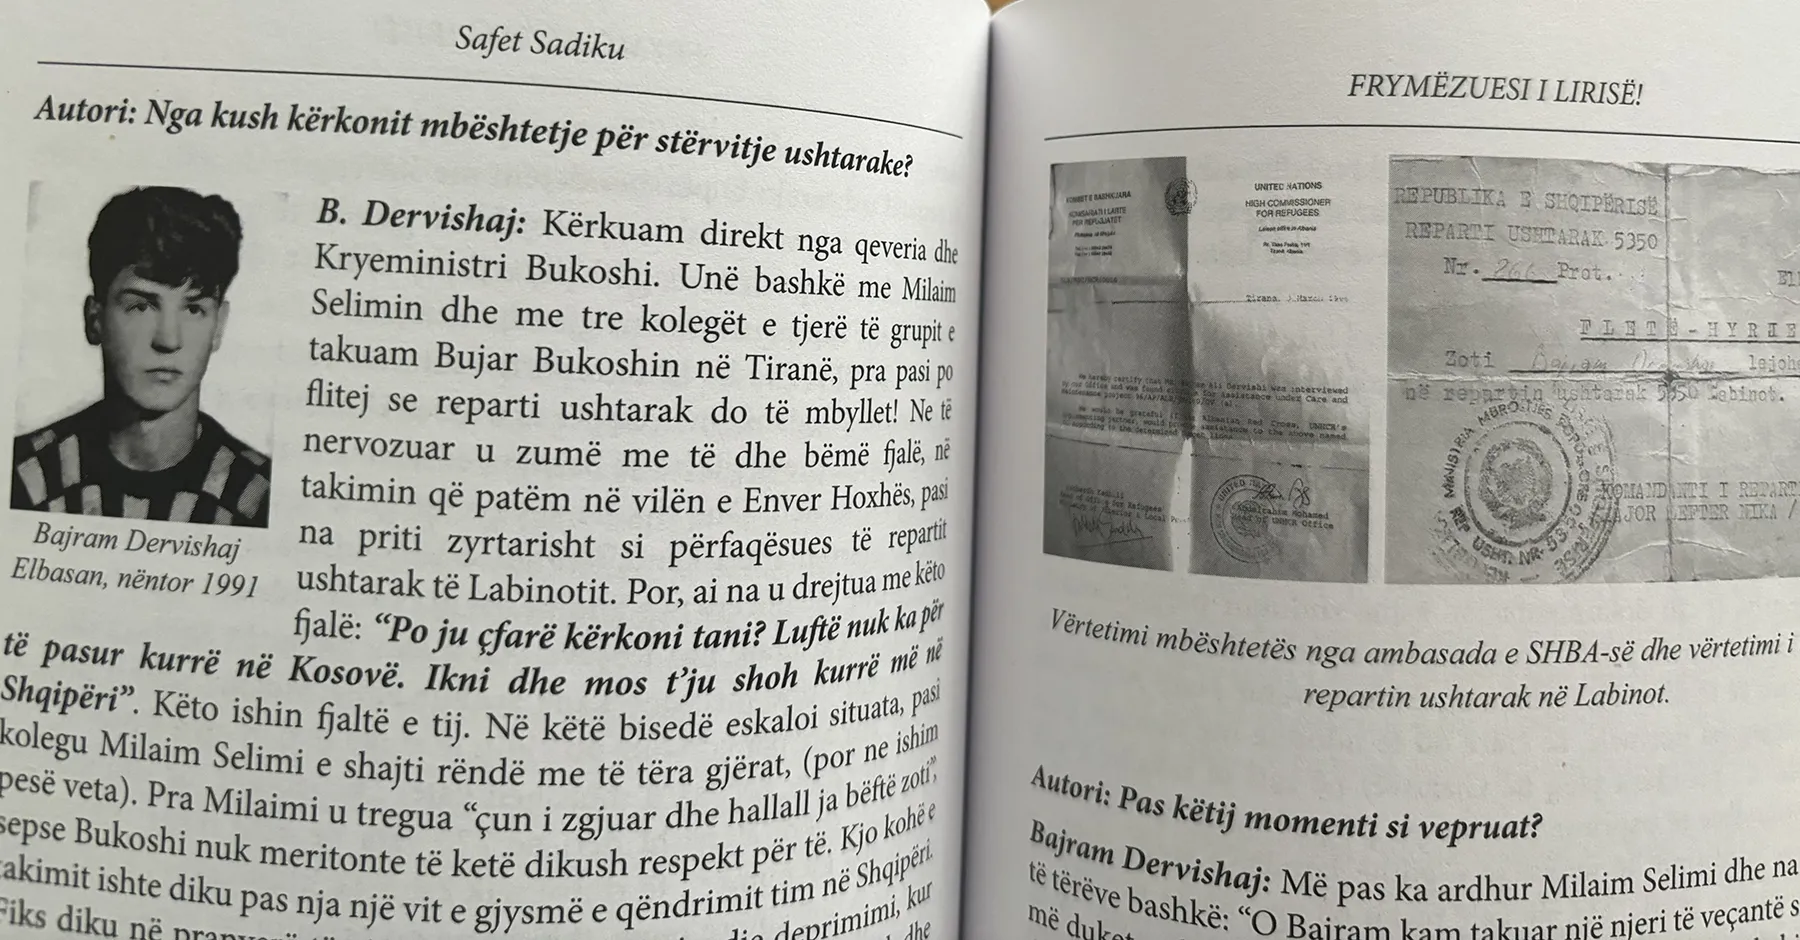 Safet Sadiku
Autori: Nga kush kërkonit mbështetje për stërvitje ushtarake?
B. Dervishaj: Kërkuam direkt nga qeveria dhe
Kryeministri Bukoshi. Unë bashkë me Milaim
Selimin dhe me tre kolegët e tjerë të grupit e
takuam Bujar Bukoshin në Tiranë, pra pasi po
flitej se reparti ushtarak do të mbyllet! Ne të
nervozuar u zumë me të dhe bëmë fjalë, në
takimin që patëm në vilën e Enver Hoxhës, pasi
na priti zyrtarisht si përfaqësues të repartit
ushtarak të Labinotit. Por, ai na u drejtua me këto
fjalë: “Po ju çfarë kërkoni tani? Luftë nuk ka për
të pasur kurrë në Kosovë. Ikni dhe mos t’ju shoh kurrë më në
Shqipëri”. Këto ishin fjaltë e tij. Në këtë bisedë eskaloi situata, pasi
kolegu Milaim Selimi e shajti rëndë me të tëra gjërat, (por ne ishim
pesë veta). Pra Milaimi u tregua “çun i zgjuar dhe hallall ja bëftë zoti”,
sepse Bukoshi nuk meritonte të ketë dikush respekt për të. Kjo kohë e
takimit ishte diku pas nja një vit e gjysmë e qëndrimit tim në Shqipëri.
Fiks diku në
deprimimi, kur
dhe
Bajram Dervishaj
Elbasan, nëntor 1991
FRYMËZUESI I LIRISË!
UNITED NATIONS
HIGH COMMISSIONER
FOR REFUGEES
REPUBLIKA E SHQIPËRISË
REPARTI USHTARAK 5350
Nr. 266 Prot.
FLETË-HYRJE
Zoti Bajram lejohe
në repartin ushtarak 5350 Labinot.
KOMANDANTI I REPART
Vërtetimi mbështetës nga ambasada e SHBA-së dhe vërtetimi i
repartin ushtarak në Labinot.
Autori: Pas këtij momenti si vepruat?
Bajram Dervishaj: Më pas ka ardhur Milaim Selimi dhe na
të tërëve bashkë: “O Bajram kam takuar një njeri të veçantë
më